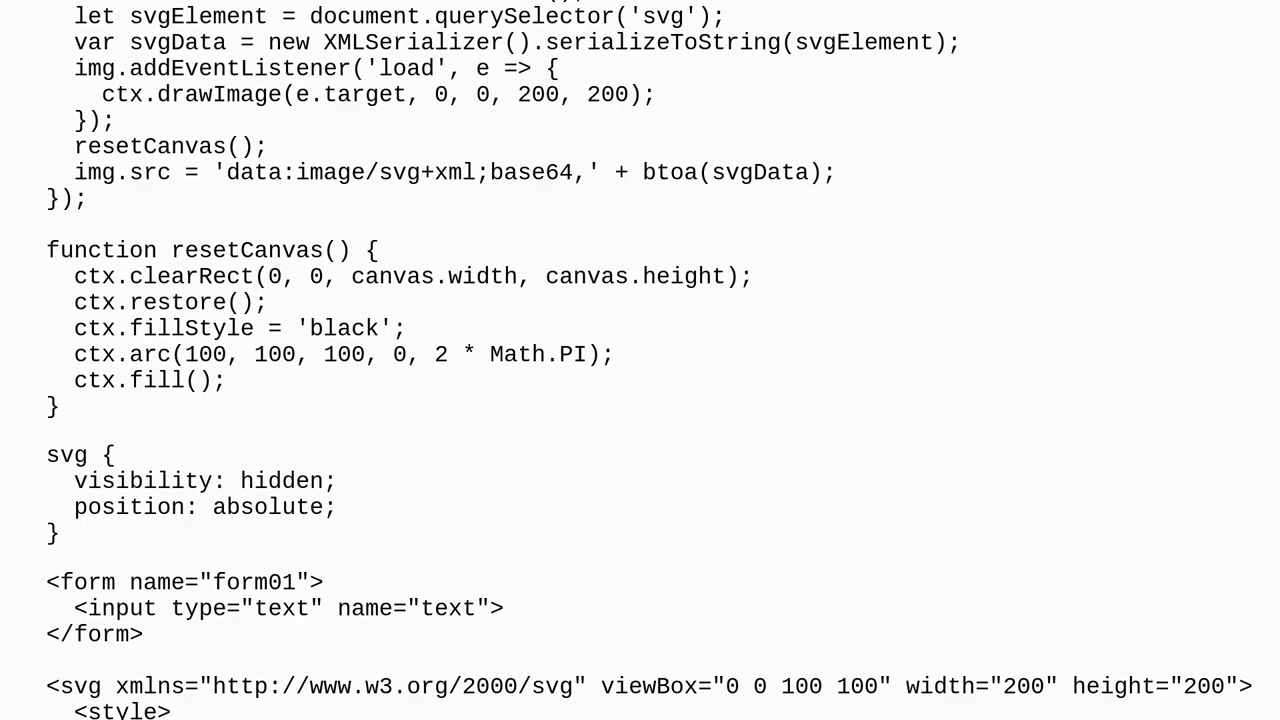 let svgElement = document.querySelector('svg');
var svgData = new XMLSerializer().serializeToString(svgElement);
img.addEventListener('load', e => {
ctx.drawImage(e.target, 0, 0, 200, 200);
});
resetCanvas();
img.src = 'data:image/svg+xml;base64,' + btoa(svgData);
});
function resetCanvas() {
ctx.clearRect(0, 0, canvas.width, canvas.height);
ctx.restore();
ctx.fillStyle = 'black';
ctx.arc(100, 100, 100, 0, 2 * Math.PI);
ctx.fill();
}
svg {
visibility: hidden;
position: absolute;
}
<form name="form01">
<input type="text" name="text">
</form>
<svg xmlns="http://www.w3.org/2000/svg" viewBox="0 0 100 100" width="200" height="200">
<style>